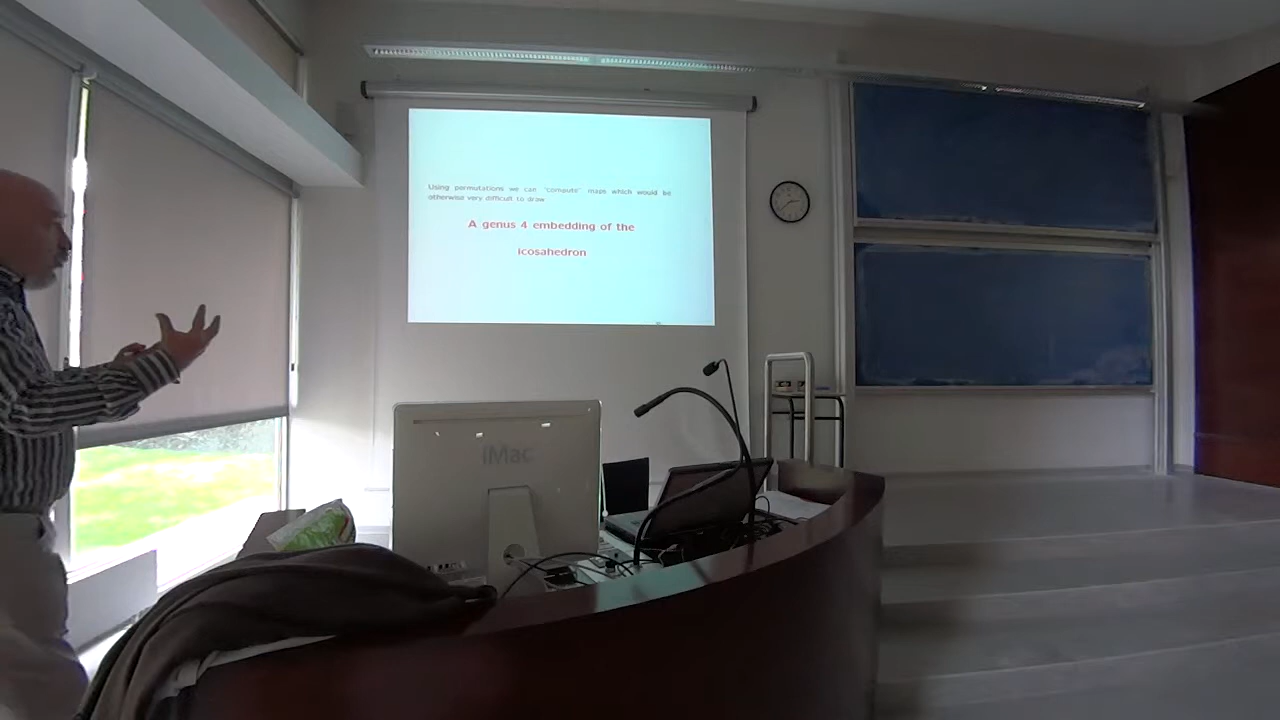 Using permutations we can "compute" maps which would be
otherwise very difficult to draw
A genus 4 embedding of the
icosahedron
iMac